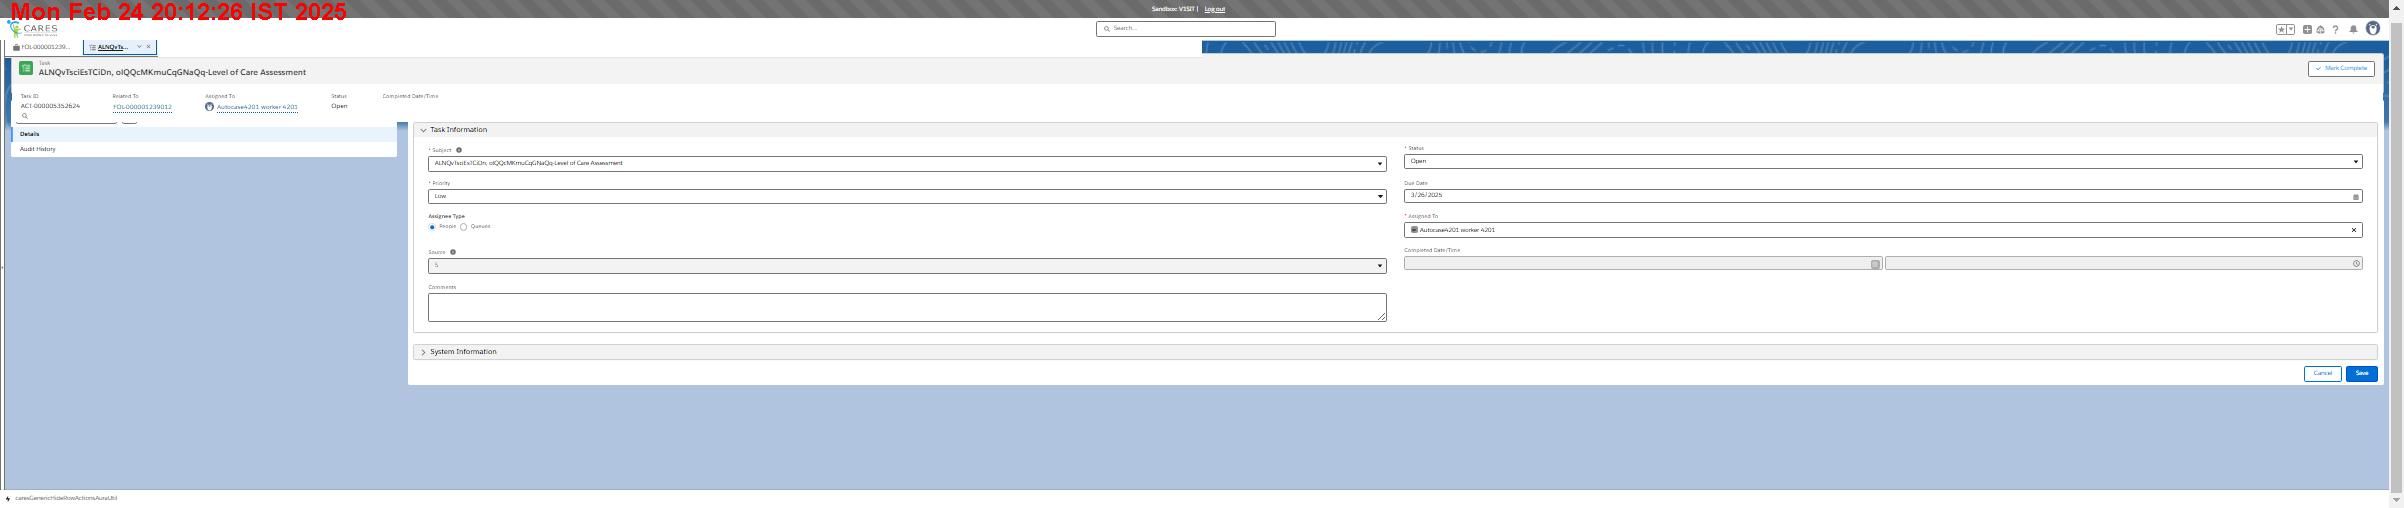 Mon Feb 24 20:12:26 IST 2025
Sandbox: V1SIT | Log out
CARES
Search...
FOL-000001239...
ALNQvTs...
Task
ALNQvTsciEsTCiDn, oIQQcMKmuCqGNaQq-Level of Care Assessment
Mark Complete
Task ID Related To Assigned To Status Completed Date/Time
ACT-000005352624 FOL-000001239012 Autocase4201 worker 4201 Open
Details
Audit History
Task Information
* Subject
ALNQvTsciEsTCiDn, oIQQcMKmuCqGNaQq-Level of Care Assessment
* Status
Open
* Priority
Low
Due Date
3/26/2025
Assignee Type
People Queues
* Assigned To
Autocase4201 worker 4201
Source
5
Completed Date/Time
Comments
System Information
Cancel Save
caresGenericHideRowActionsAuraUtil